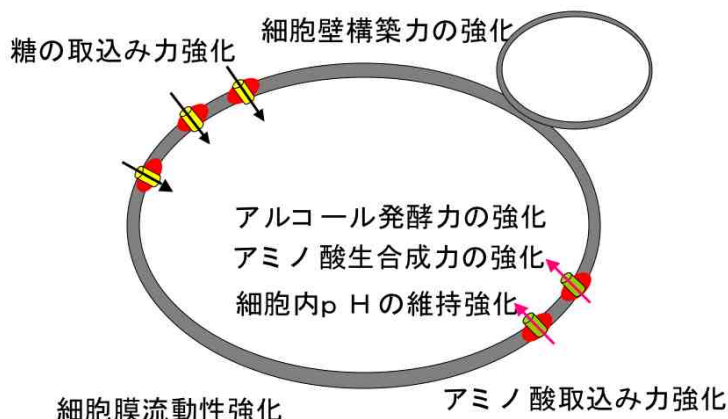 細胞壁構築力の強化
糖の取込み力強化
アルコール発酵力の強化
アミノ酸生合成力の強化
細胞内pHの維持強化
アミノ酸取込み力強化
細胞膜流動性強化